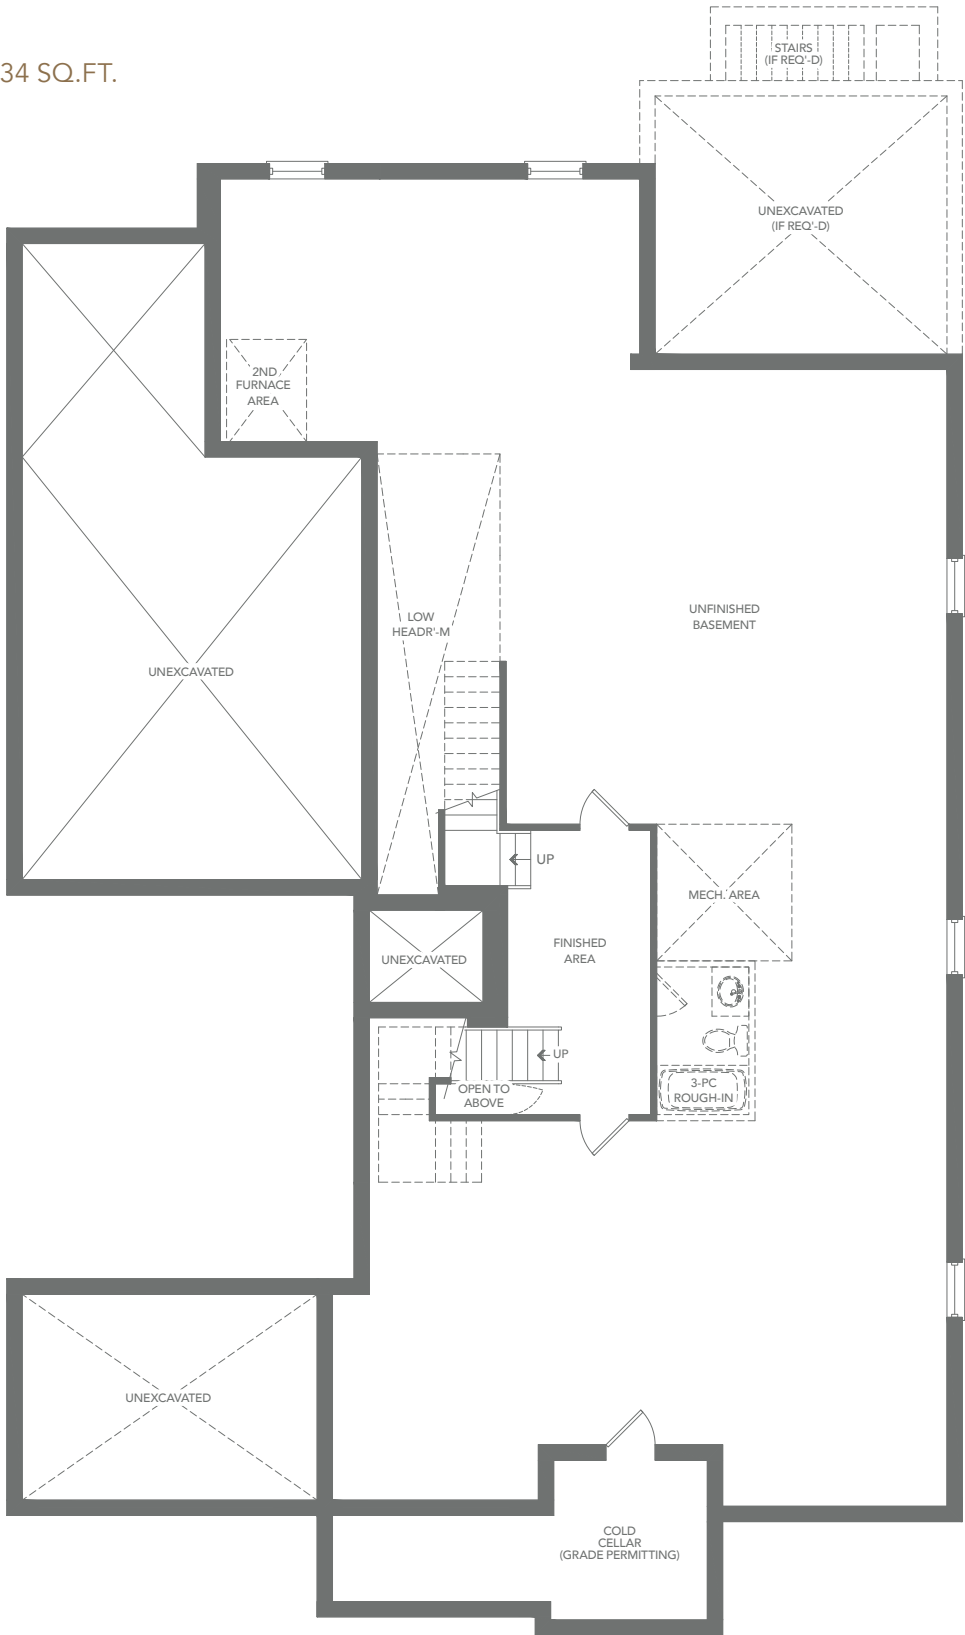 STAIRS
(IF REQ'-D)
34 SQ.FT.
UNEXCAVATED
(IF REQ'-D)
2ND
FURNACE
AREA
LOW
HEADR'-M
UNFINISHED
BASEMENT
UNEXCAVATED
UP
MECH. AREA
FINISHED
AREA
UNEXCAVATED
UP
OPEN TO
ABOVE
3-PC
ROUGH-IN
UNEXCAVATED
COLD
CELLAR
(GRADE PERMITTING)